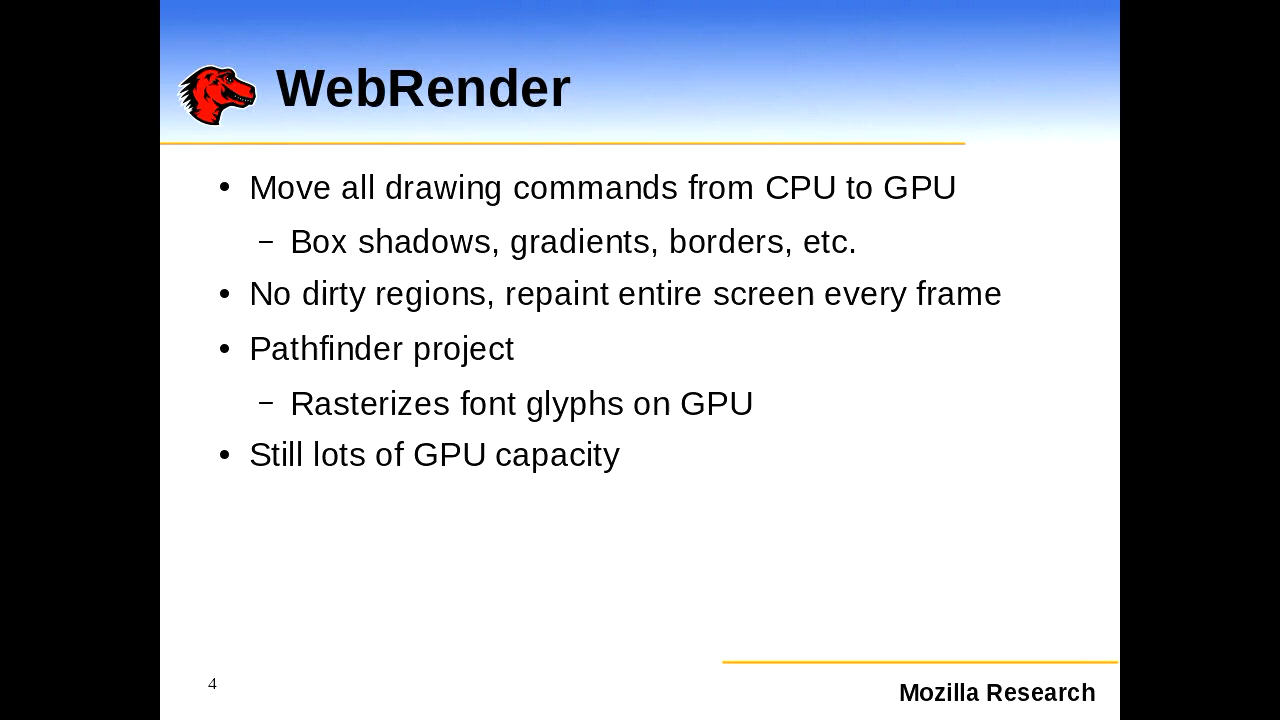 WebRender
• Move all drawing commands from CPU to GPU
– Box shadows, gradients, borders, etc.
• No dirty regions, repaint entire screen every frame
• Pathfinder project
– Rasterizes font glyphs on GPU
• Still lots of GPU capacity
4
Mozilla Research